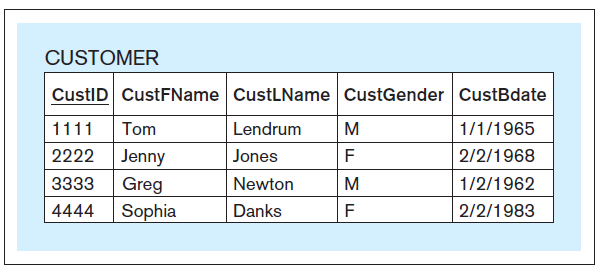 CUSTOMER
CustID CustFName CustLName CustGender CustBdate
1111 Tom Lendrum M 1/1/1965
2222 Jenny Jones F 2/2/1968
3333 Greg Newton M 1/2/1962
4444 Sophia Danks F 2/2/1983